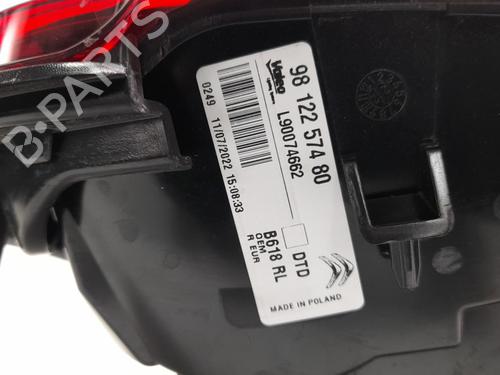 B-PARTS
Valeo
98 122 574 80
L90074662
0249 11/07/2022 15:08:33
DTD
B618 RL
OEM
R EUR
MADE IN POLAND